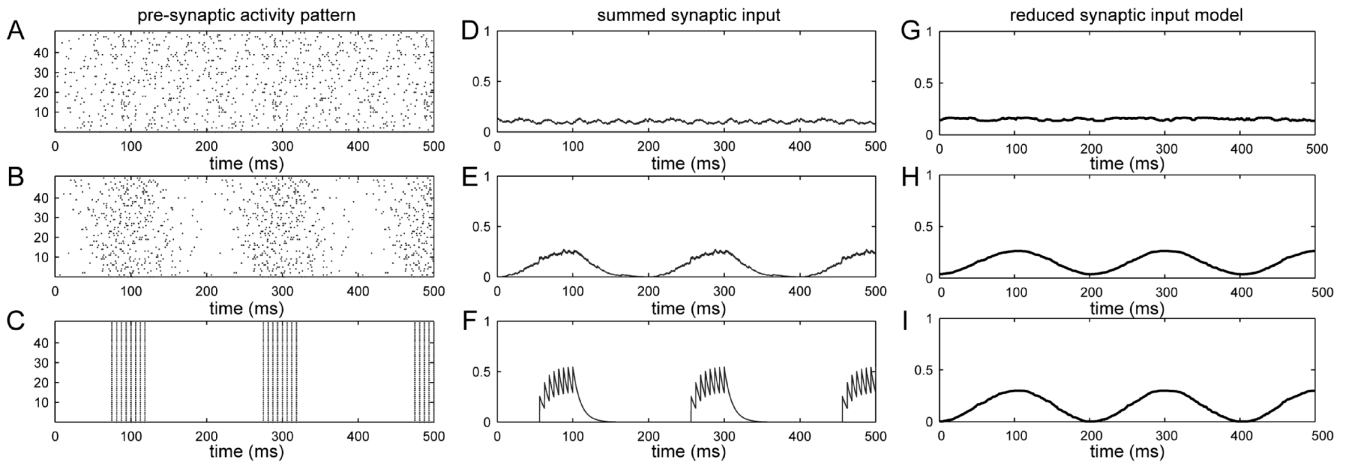 pre-synaptic activity pattern
summed synaptic input
reduced synaptic input model
A
40
30
20
10
0 100 200 300 400 500
time (ms)
D
1
0.5
0
0 100 200 300 400 500
time (ms)
G
1
0.5
0
0 100 200 300 400 500
time (ms)
B
40
30
20
10
0 100 200 300 400 500
time (ms)
E
1
0.5
0
0 100 200 300 400 500
time (ms)
H
1
0.5
0
0 100 200 300 400 500
time (ms)
C
40
30
20
10
0 100 200 300 400 500
time (ms)
F
1
0.5
0
0 100 200 300 400 500
time (ms)
I
1
0.5
0
0 100 200 300 400 500
time (ms)